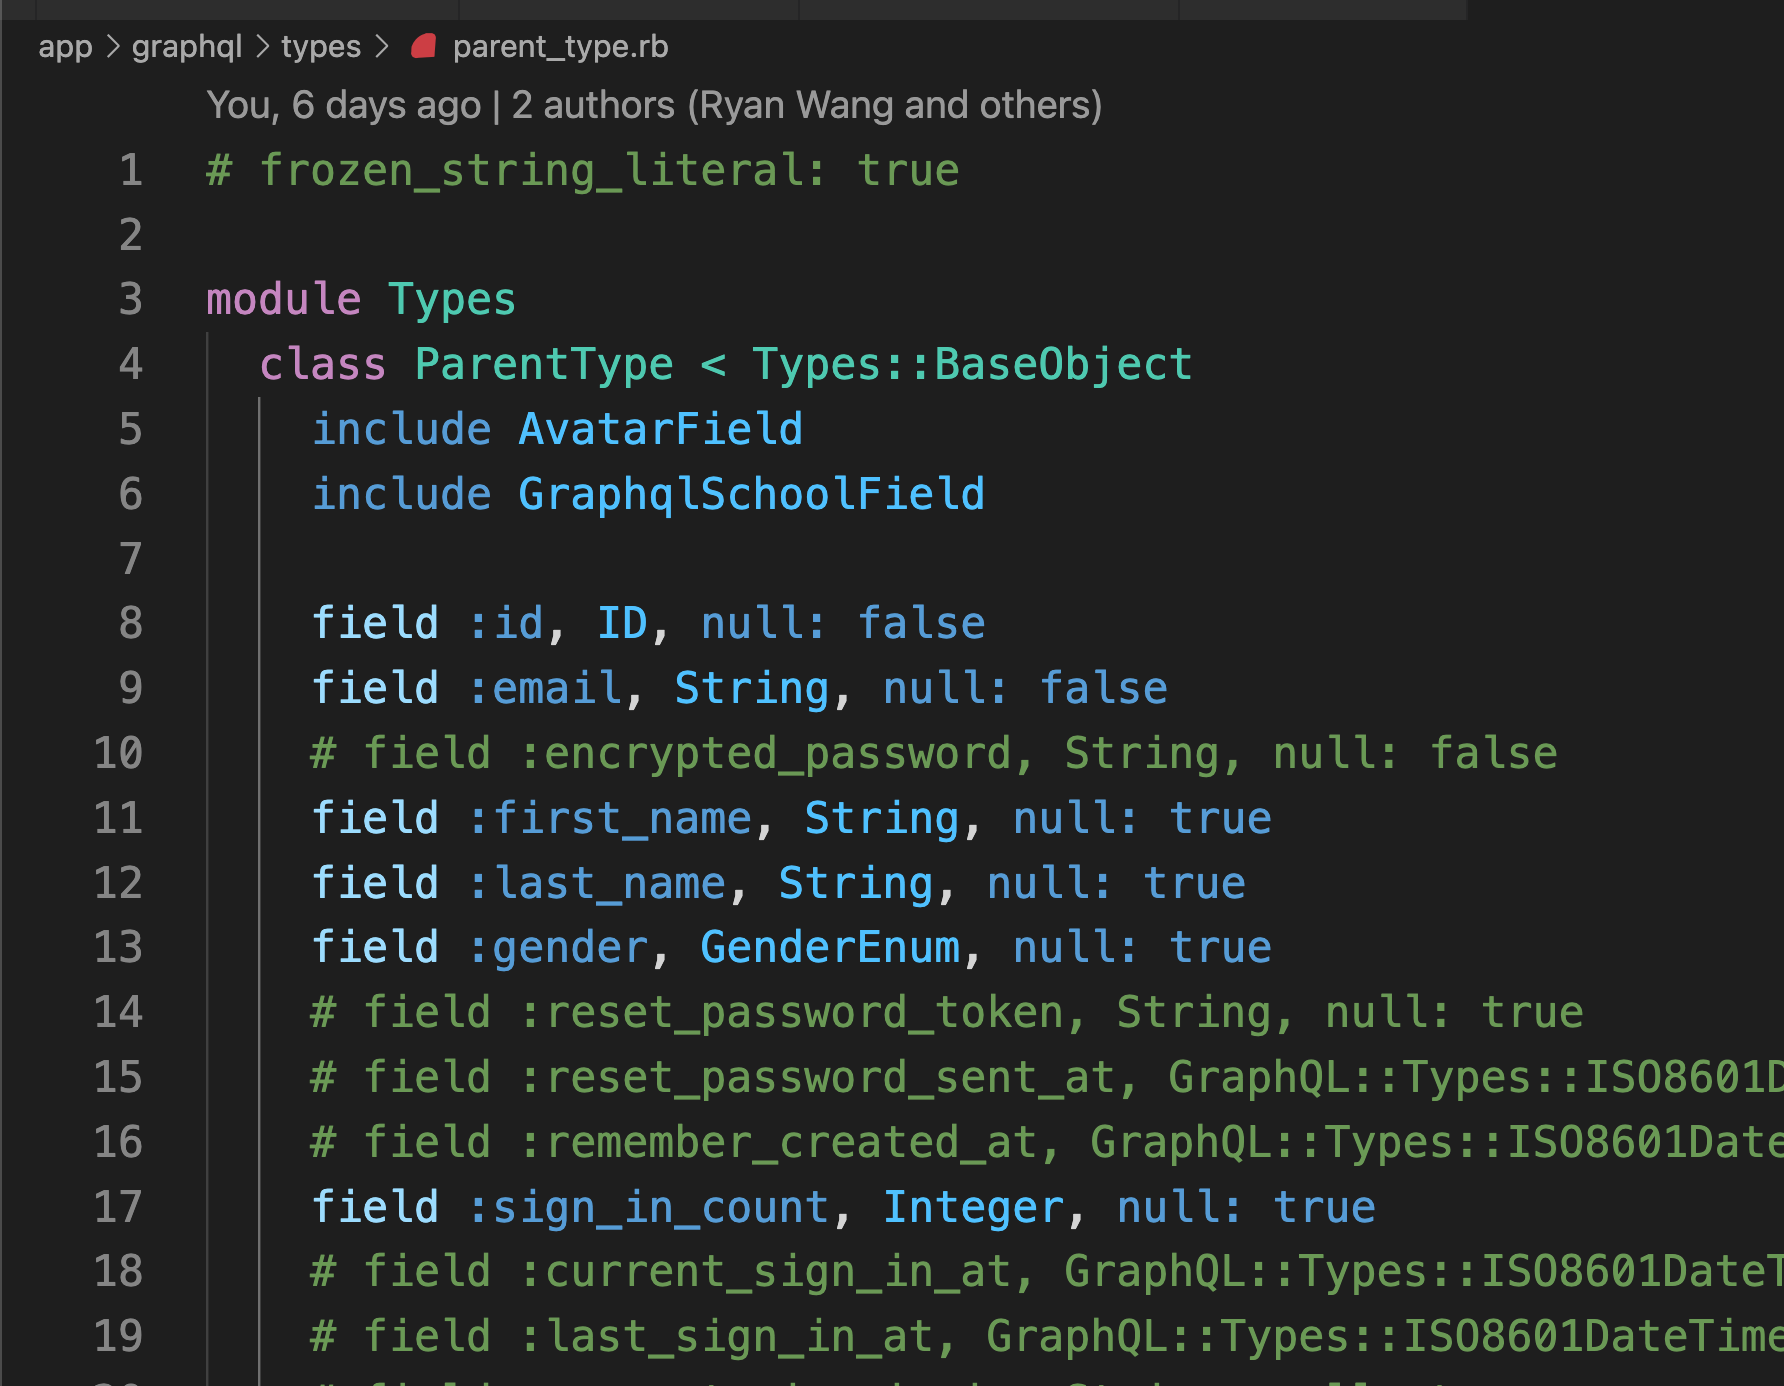 app > graphql > types > parent_type.rb
You, 6 days ago | 2 authors (Ryan Wang and others)
1 # frozen_string_literal: true
2
3 module Types
4 class ParentType < Types::BaseObject
5 include AvatarField
6 include GraphqlSchoolField
7
8 field :id, ID, null: false
9 field :email, String, null: false
10 # field :encrypted_password, String, null: false
11 field :first_name, String, null: true
12 field :last_name, String, null: true
13 field :gender, GenderEnum, null: true
14 # field :reset_password_token, String, null: true
15 # field :reset_password_sent_at, GraphQL::Types::ISO8601D
16 # field :remember_created_at, GraphQL::Types::ISO8601Date
17 field :sign_in_count, Integer, null: true
18 # field :current_sign_in_at, GraphQL::Types::ISO8601DateT
19 # field :last_sign_in_at, GraphQL::Types::ISO8601DateTime